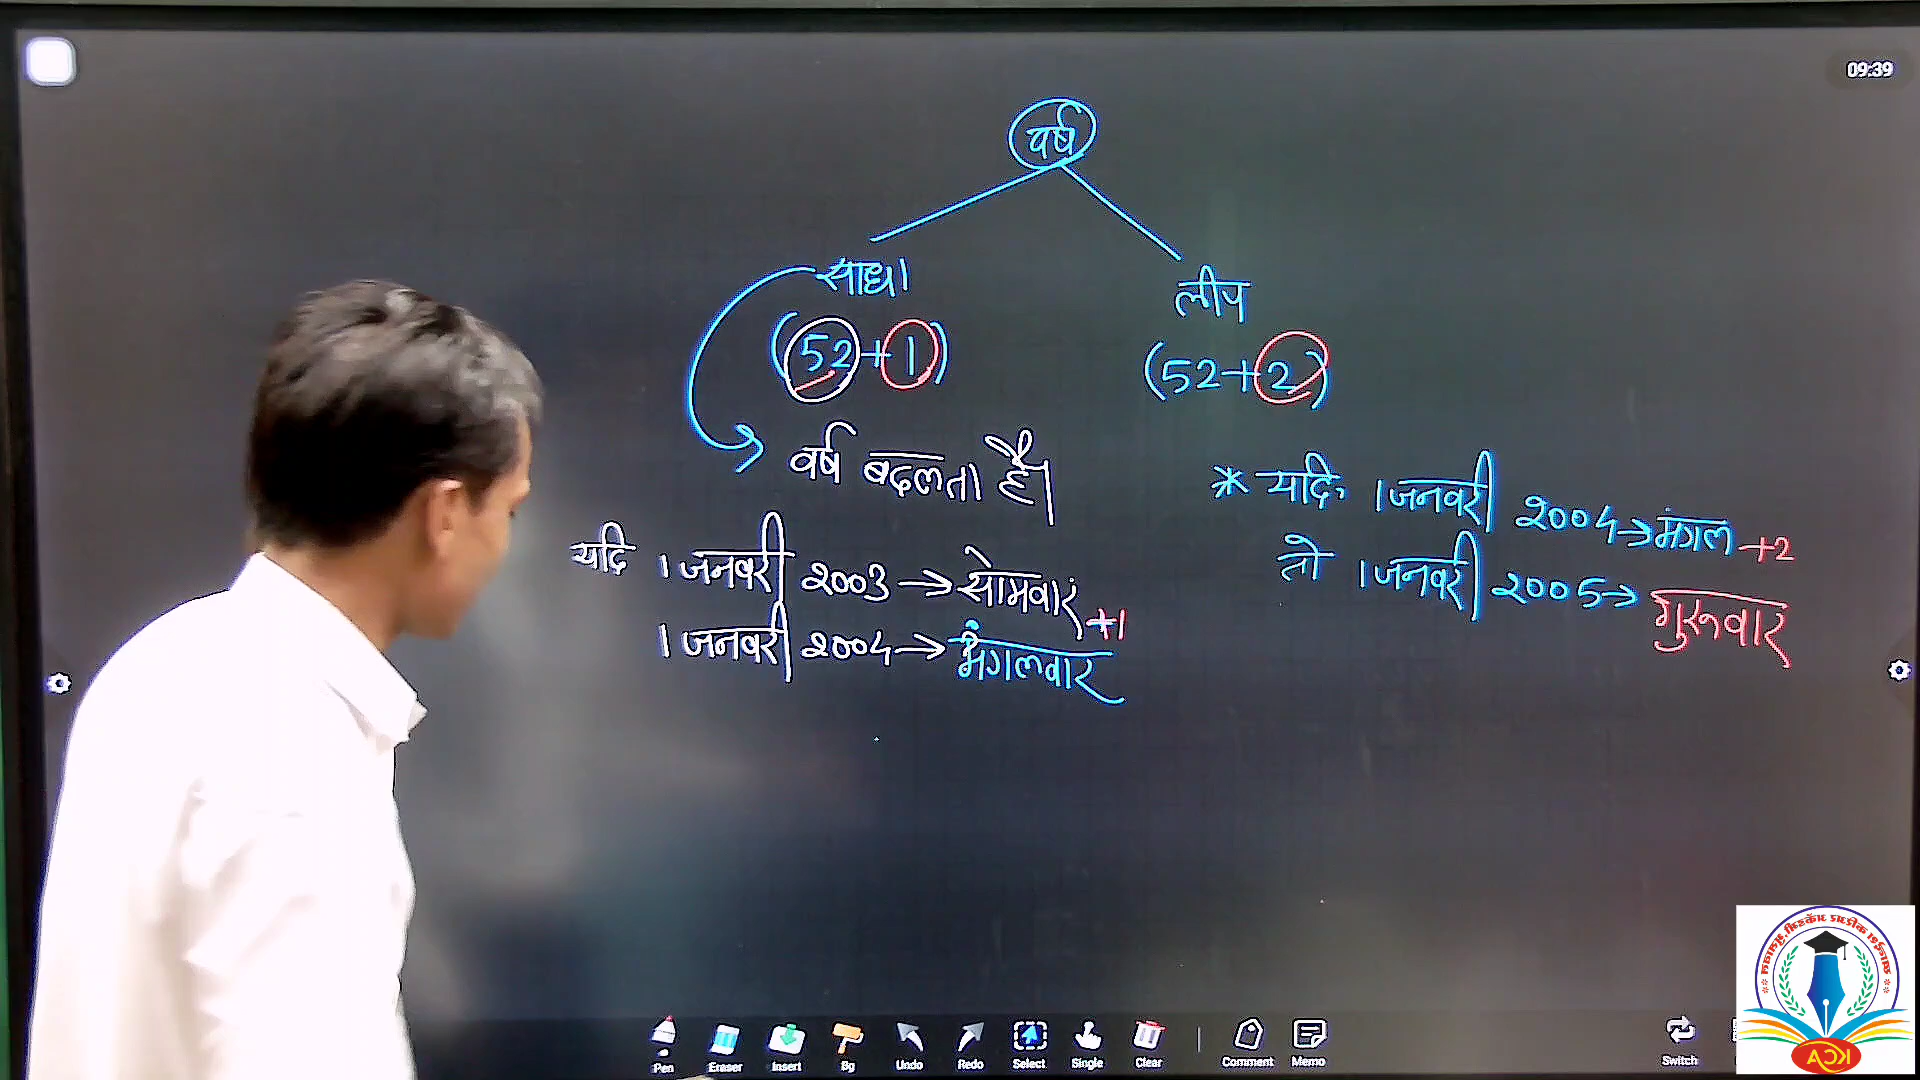 09:39
वर्ष
साधा
लीप
(52+1)
(52+2)
वर्ष बदलता है।
यदि 1 जनवरी 2003 → सोमवार +1
1 जनवरी 2004 → मंगलवार
* यदि 1 जनवरी 2004 → मंगल +2
तो 1 जनवरी 2005 → गुरूवार
Pen Eraser Insert Bg Undo Redo Select Single Clear Comment Memo Switch